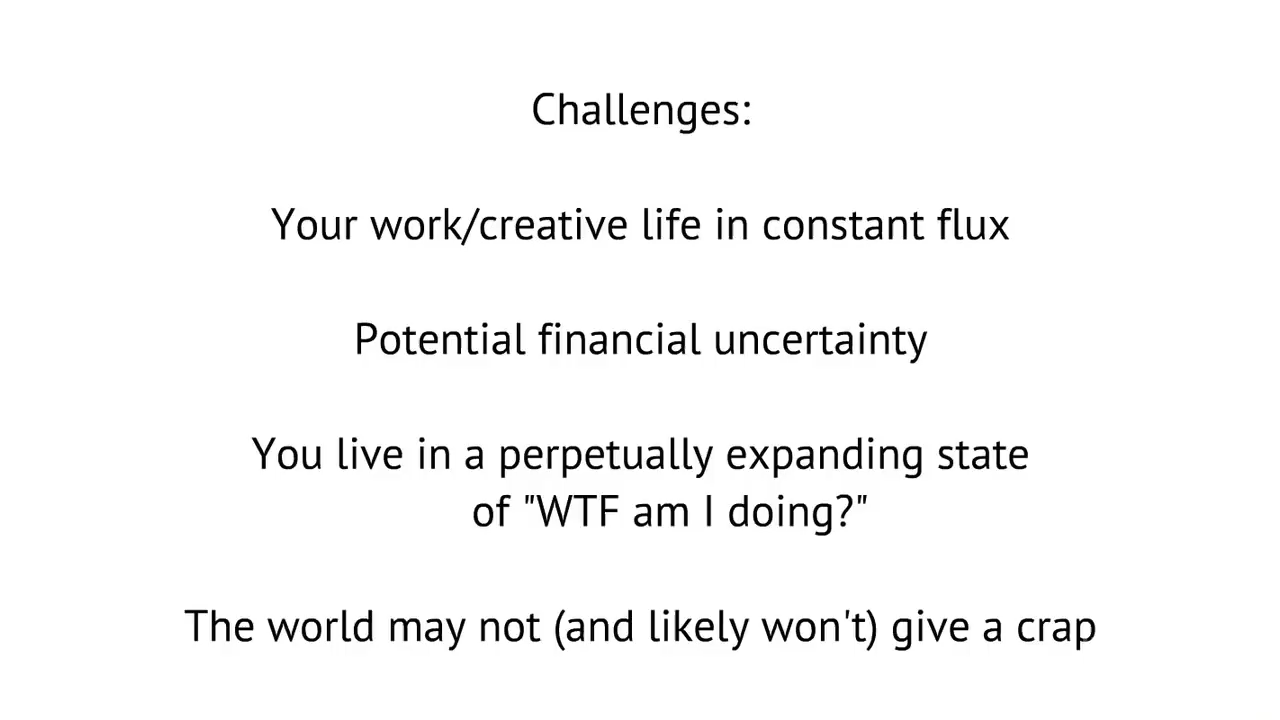 Challenges:
Your work/creative life in constant flux
Potential financial uncertainty
You live in a perpetually expanding state
of "WTF am I doing?"
The world may not (and likely won't) give a crap